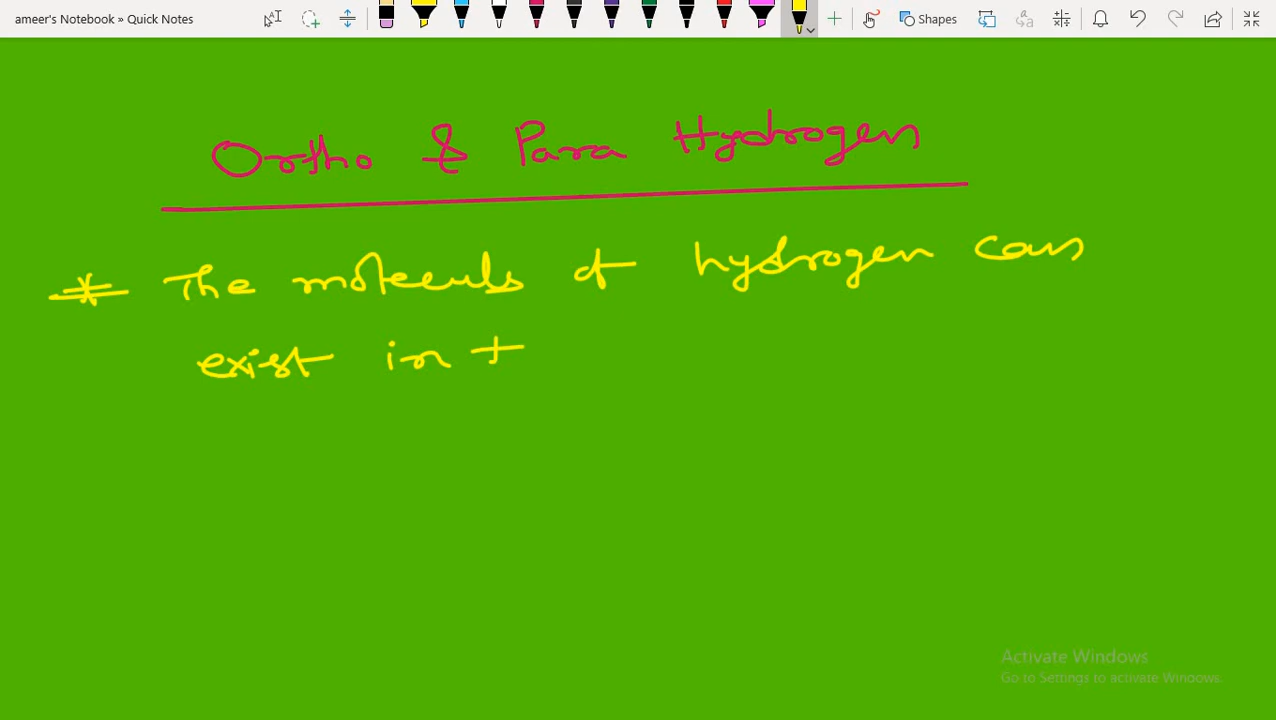 ameer's Notebook » Quick Notes
Shapes
Ortho & Para Hydrogen
* The molecules of hydrogen can
exist in t
Activate Windows
Go to Settings to activate Windows.